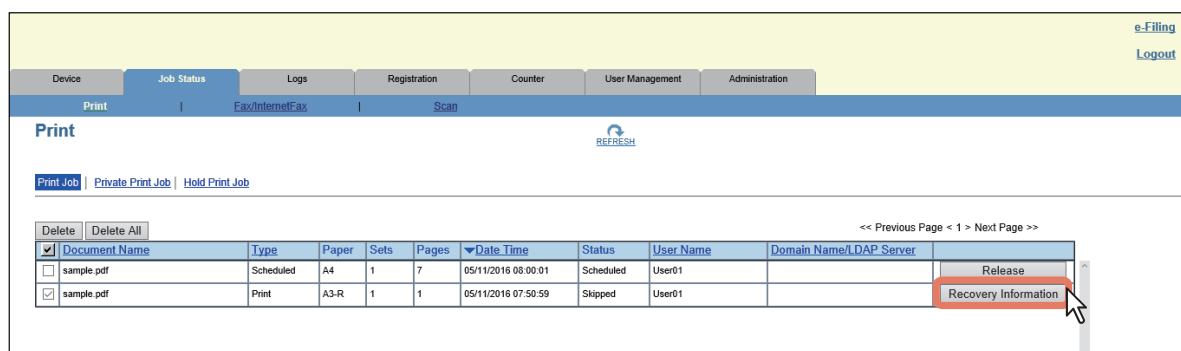 e-Filing
Logout
Device Job Status Logs Registration Counter User Management Administration
Print | Fax/InternetFax | Scan
Print
REFRESH
Print Job | Private Print Job | Hold Print Job
Delete Delete All << Previous Page < 1 > Next Page >>
Document Name Type Paper Sets Pages Date Time Status User Name Domain Name/LDAP Server
sample.pdf Scheduled A4 1 7 05/11/2016 08:00:01 Scheduled User01 Release
sample.pdf Print A3-R 1 1 05/11/2016 07:50:59 Skipped User01 Recovery Information